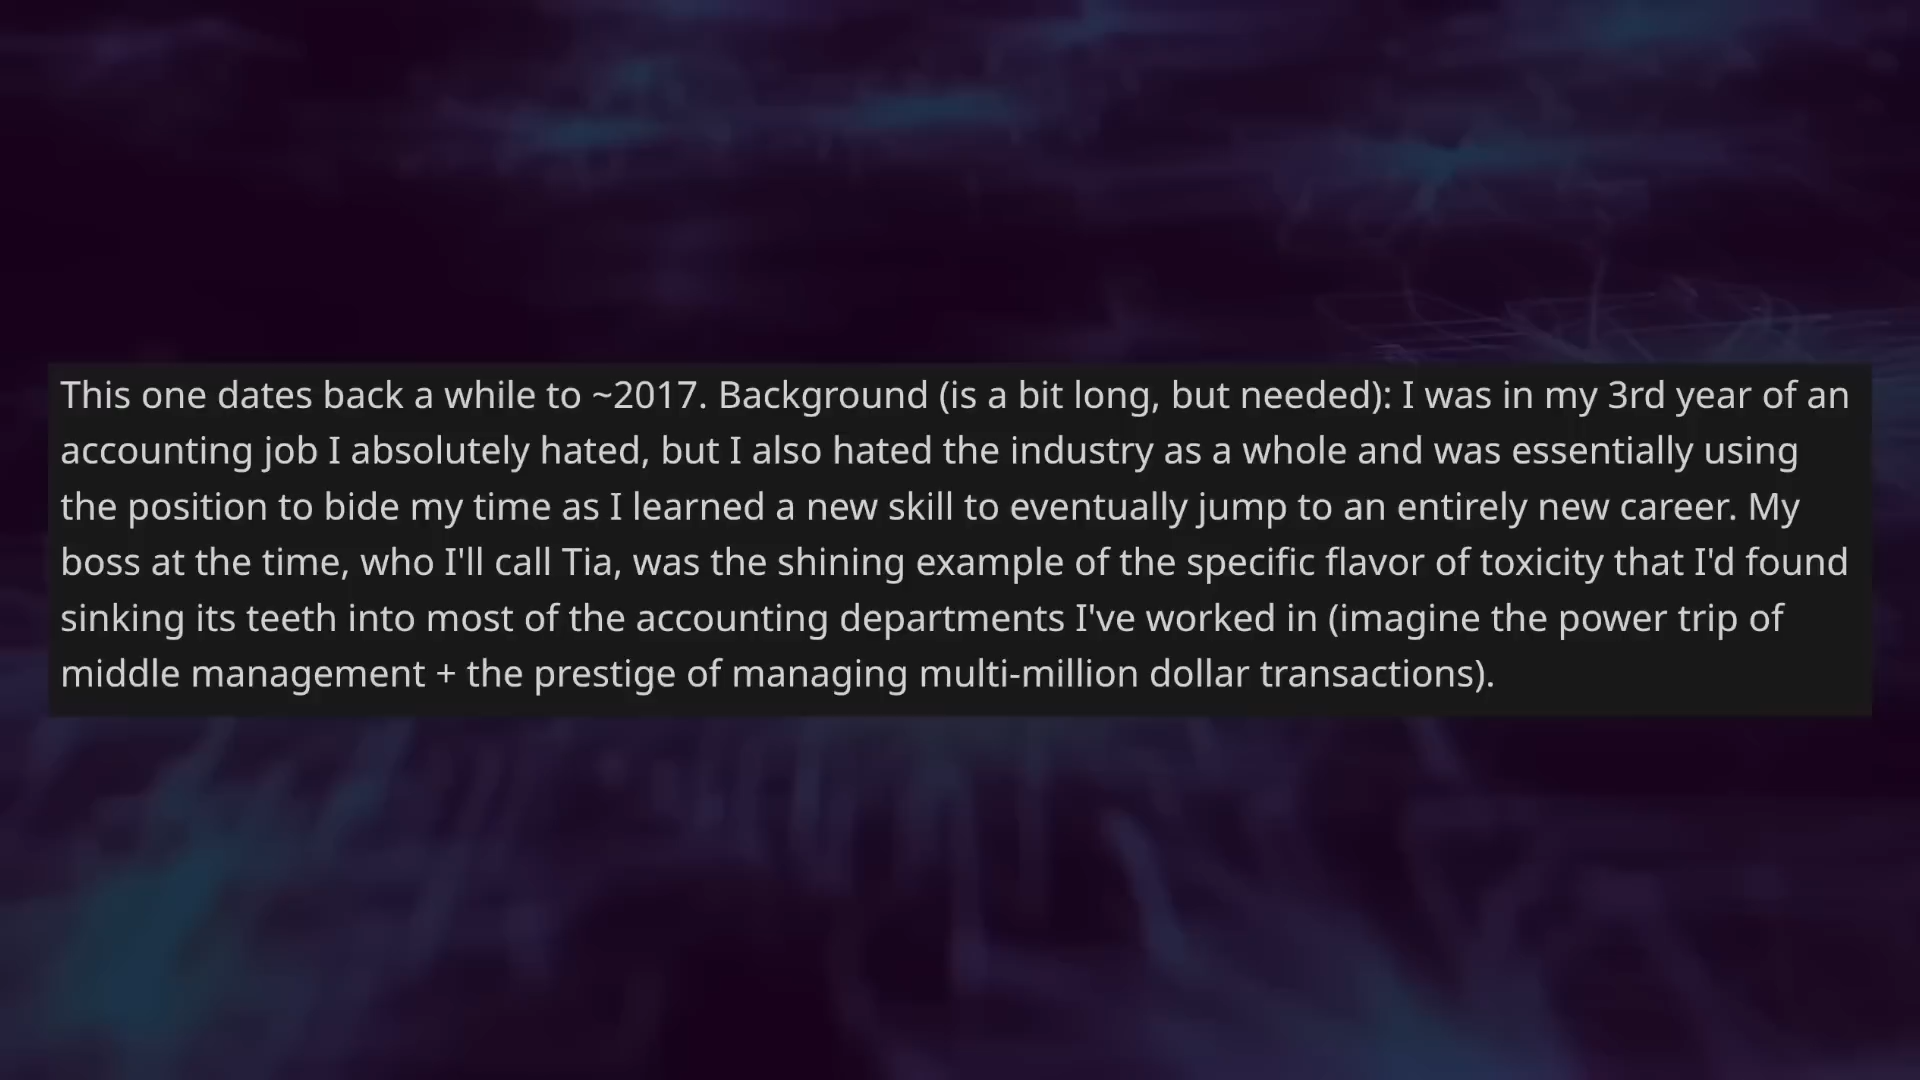 This one dates back a while to ~2017. Background (is a bit long, but needed): I was in my 3rd year of an
accounting job I absolutely hated, but I also hated the industry as a whole and was essentially using
the position to bide my time as I learned a new skill to eventually jump to an entirely new career. My
boss at the time, who I'll call Tia, was the shining example of the specific flavor of toxicity that I'd found
sinking its teeth into most of the accounting departments I've worked in (imagine the power trip of
middle management + the prestige of managing multi-million dollar transactions).